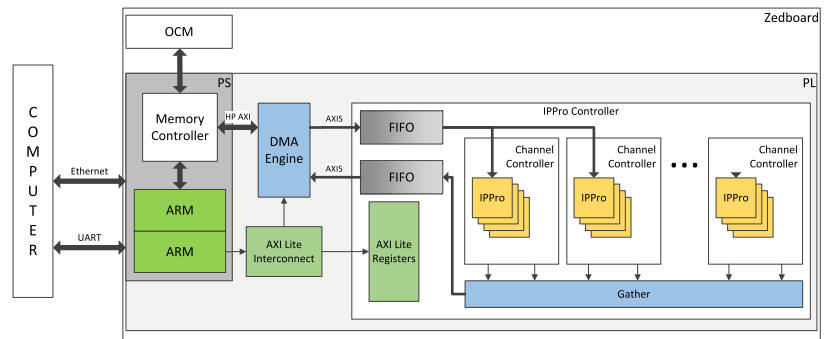 Zedboard
OCM
PS
PL
COMPUTER
Ethernet
UART
Memory
Controller
HP AXI
ARM
ARM
DMA
Engine
AXI Lite
Interconnect
AXIS
AXIS
IPPro Controller
FIFO
FIFO
AXI Lite
Registers
Channel
Controller
IPPro
Channel
Controller
IPPro
Channel
Controller
IPPro
Gather